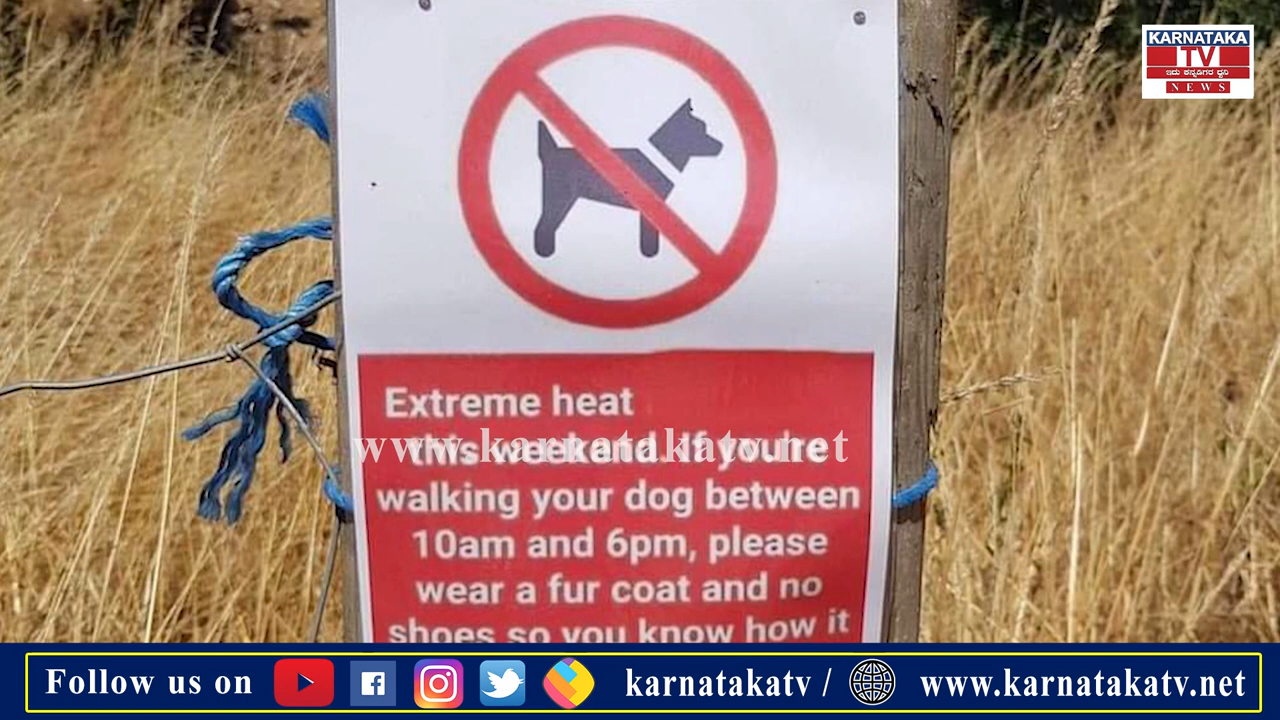 KARNATAKA
TV
ಇದು ಕನ್ನಡಿಗರ ಧ್ವನಿ
NEWS
Extreme heat
this weekend. If you're
www.karnatakatv.net
walking your dog between
10am and 6pm, please
wear a fur coat and no
shoes so you know how it
Follow us on karnatakatv / www.karnatakatv.net